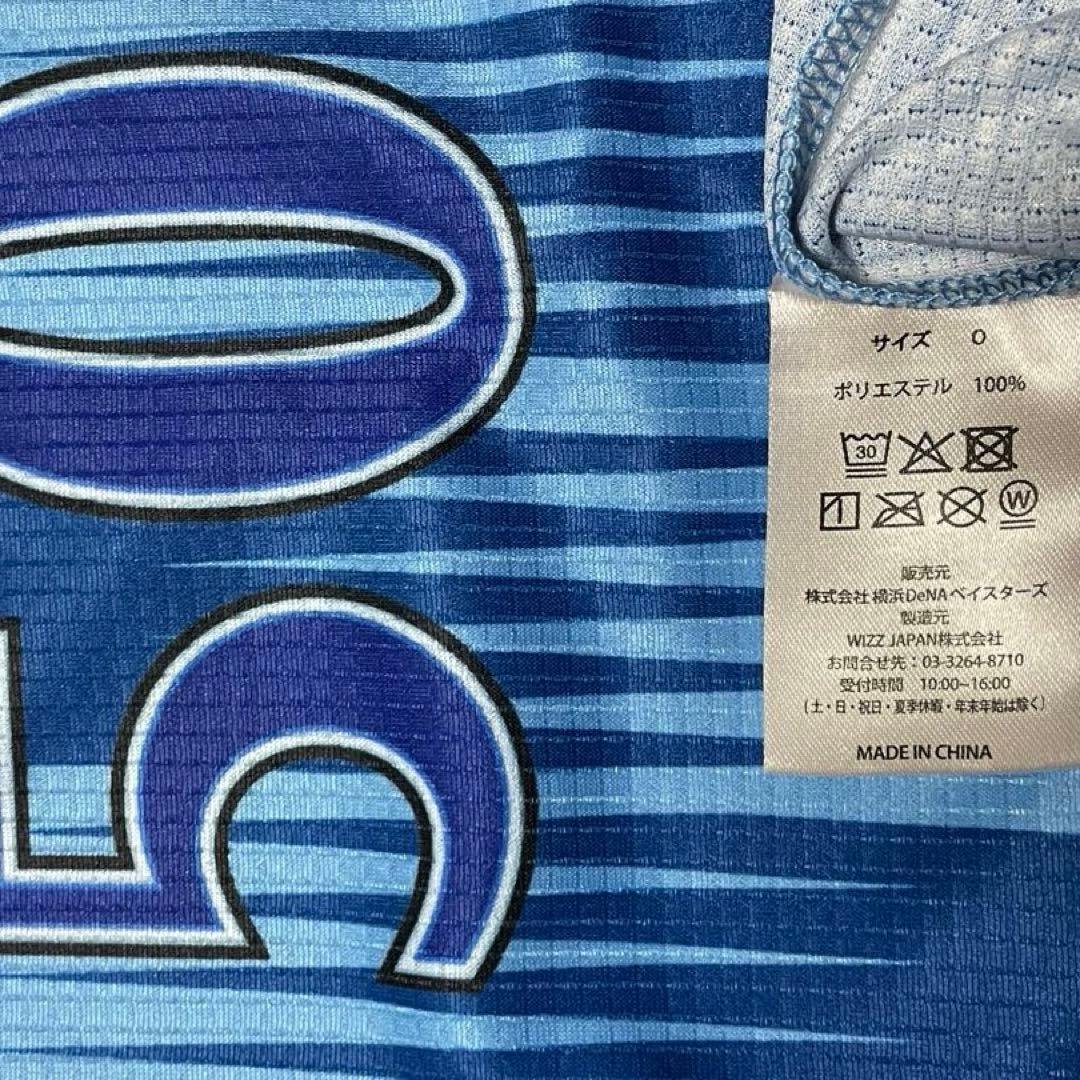 0
5
サイズ O
ポリエステル 100%
30
W
販売元
株式会社 横浜DeNAベイスターズ
製造元
WIZZ JAPAN株式会社
お問合せ先：03-3264-8710
受付時間 10:00~16:00
（土・日・祝日・夏季休暇・年末年始は除く）
MADE IN CHINA